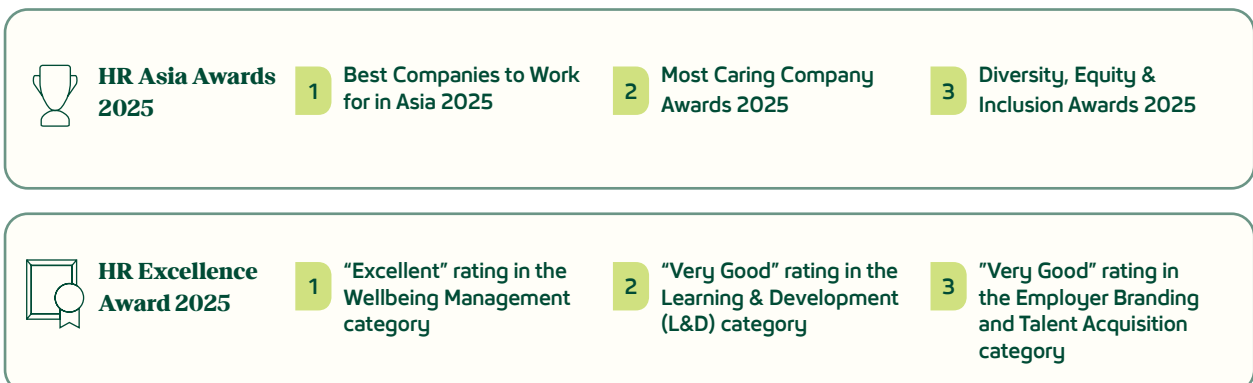 HR Asia Awards
2025
1
Best Companies to Work
for in Asia 2025
2
Most Caring Company
Awards 2025
3
Diversity, Equity &
Inclusion Awards 2025
HR Excellence
Award 2025
1
“Excellent” rating in the
Wellbeing Management
category
2
“Very Good” rating in the
Learning & Development
(L&D) category
3
”Very Good” rating in
the Employer Branding
and Talent Acquisition
category